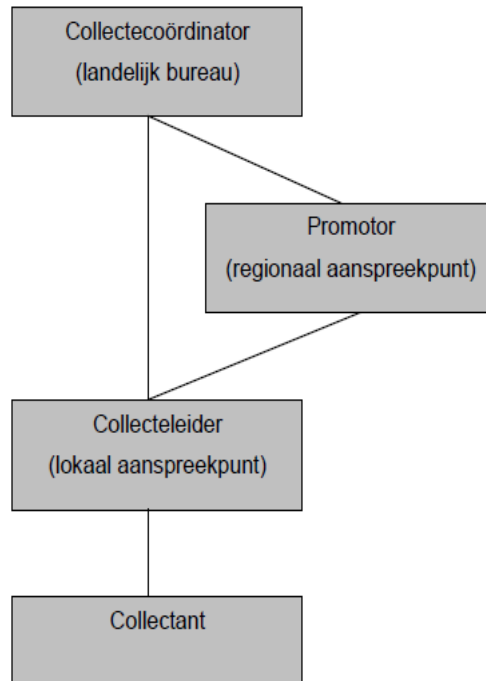 Collectecoördinator
(landelijk bureau)
Promotor
(regionaal aanspreekpunt)
Collecteleider
(lokaal aanspreekpunt)
Collectant